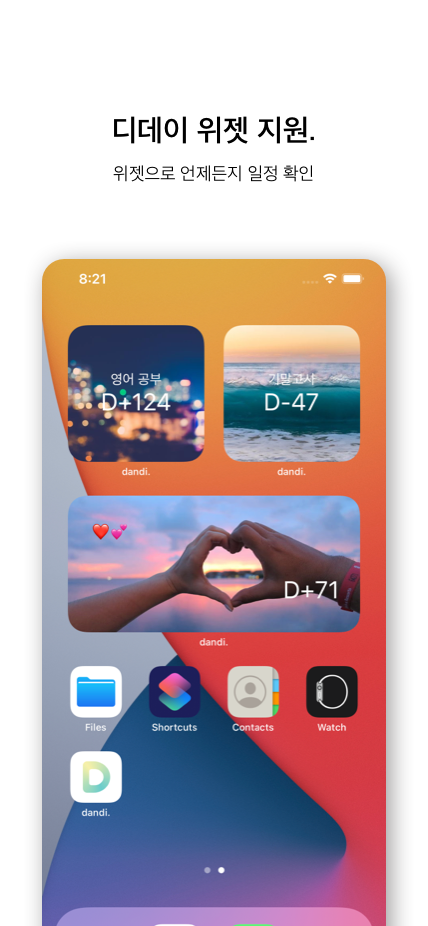 디데이 위젯 지원.
위젯으로 언제든지 일정 확인
8:21
영어 공부
D+124
기말고사
D-47
dandi.
dandi.
D+71
dandi.
Files
Shortcuts
Contacts
Watch
D
dandi.